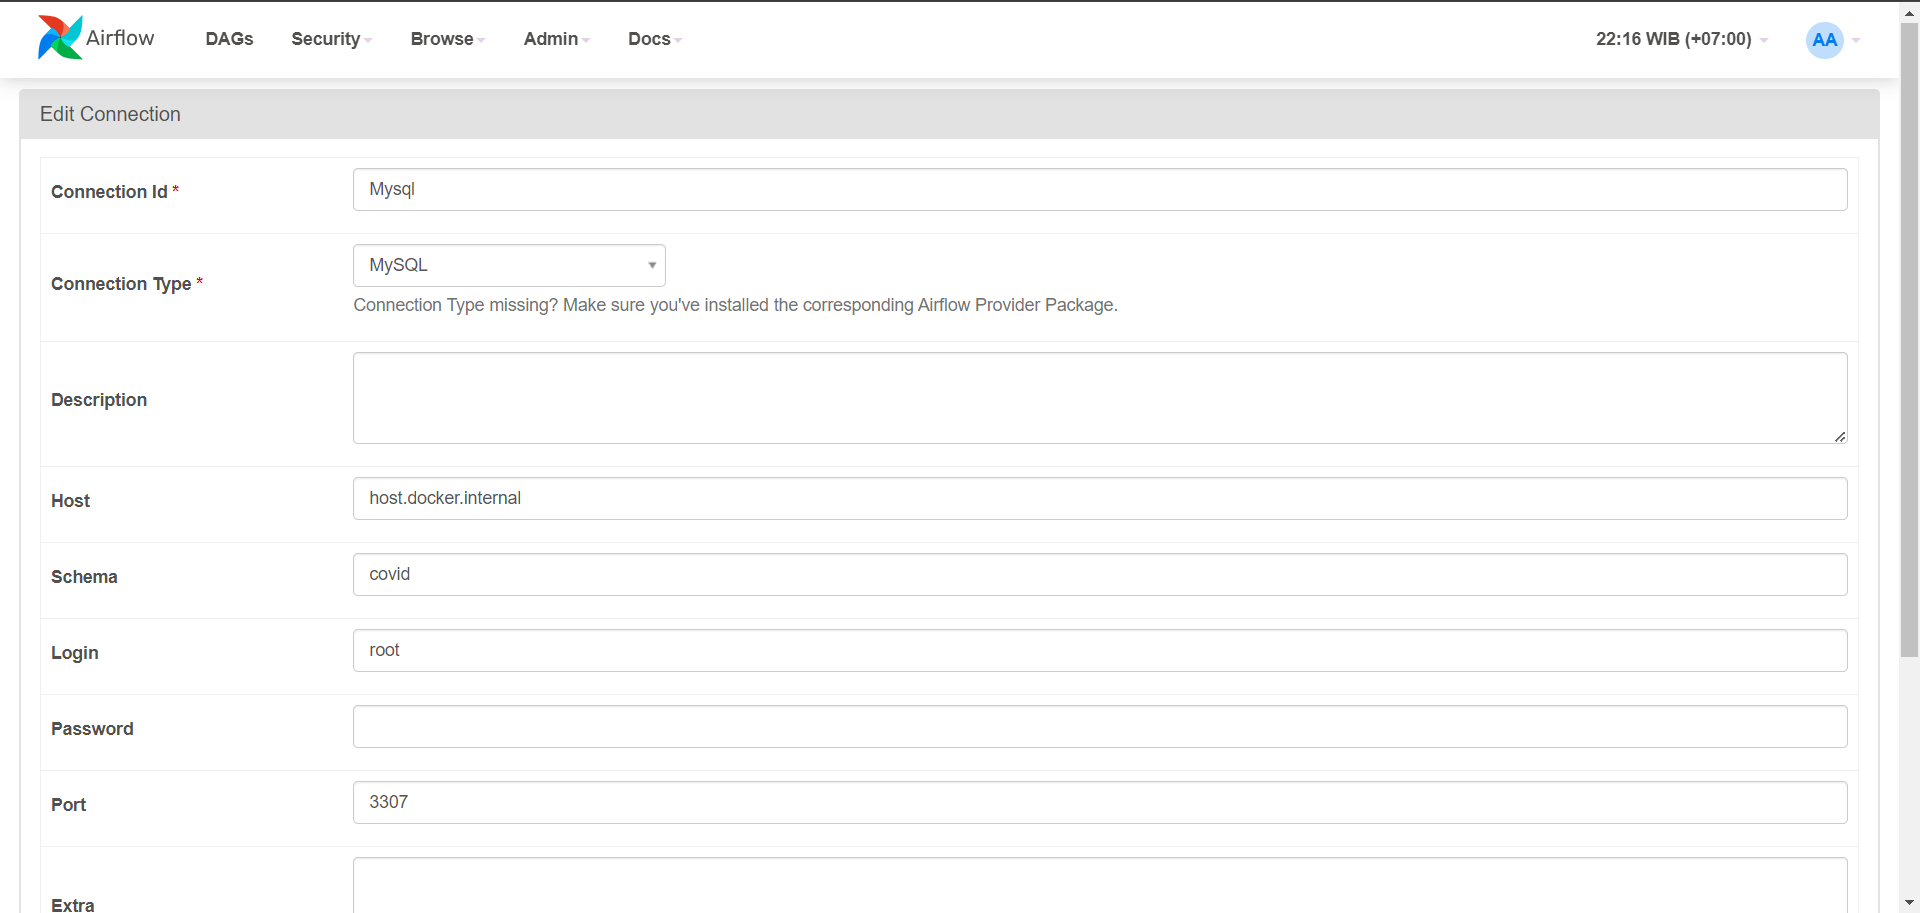 Airflow DAGs Security Browse Admin Docs 22:16 WIB (+07:00) AA
Edit Connection
Connection Id * Mysql
Connection Type * MySQL
Connection Type missing? Make sure you've installed the corresponding Airflow Provider Package.
Description
Host host.docker.internal
Schema covid
Login root
Password
Port 3307
Extra